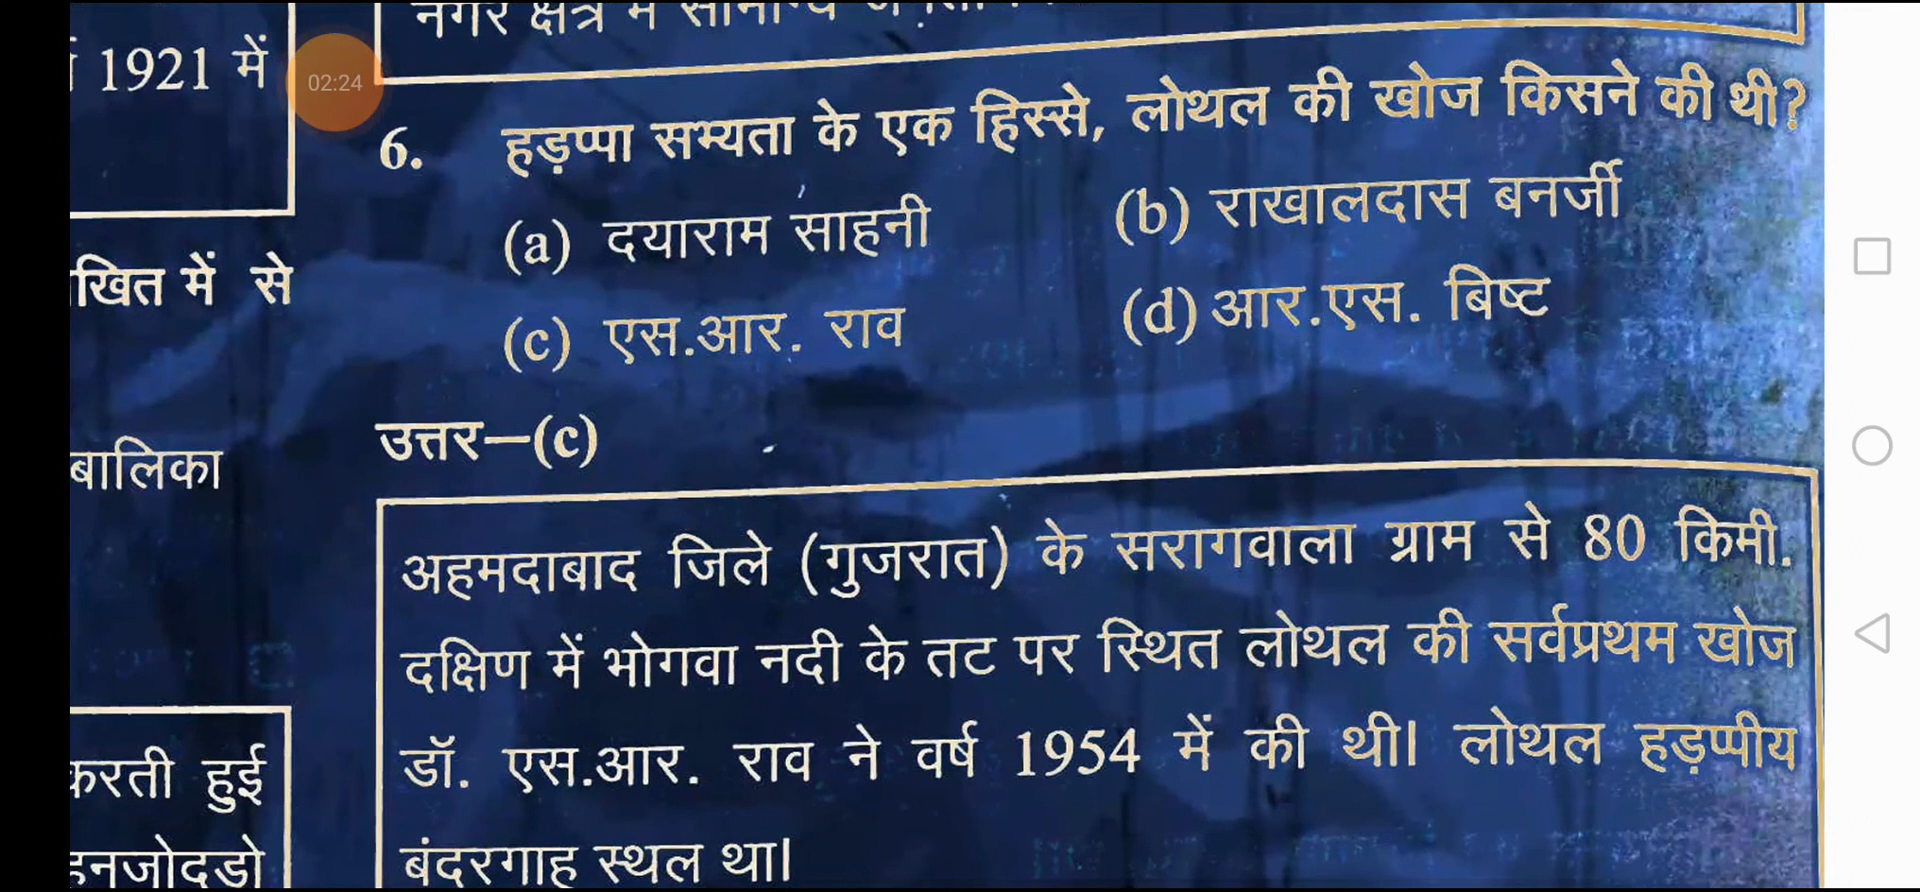 1921 में
02:24
खित में से
बालिका
करती हुई
नगर क्षेत्र में
6. हड़प्पा सभ्यता के एक हिस्से, लोथल की खोज किसने की थी?
(a) दयाराम साहनी (b) राखालदास बनर्जी
(c) एस.आर. राव (d) आर.एस. बिष्ट
उत्तर–(c)
अहमदाबाद जिले (गुजरात) के सरागवाला ग्राम से 80 किमी.
दक्षिण में भोगवा नदी के तट पर स्थित लोथल की सर्वप्रथम खोज
डॉ. एस.आर. राव ने वर्ष 1954 में की थी। लोथल हड़प्पीय
बंदरगाह स्थल था।